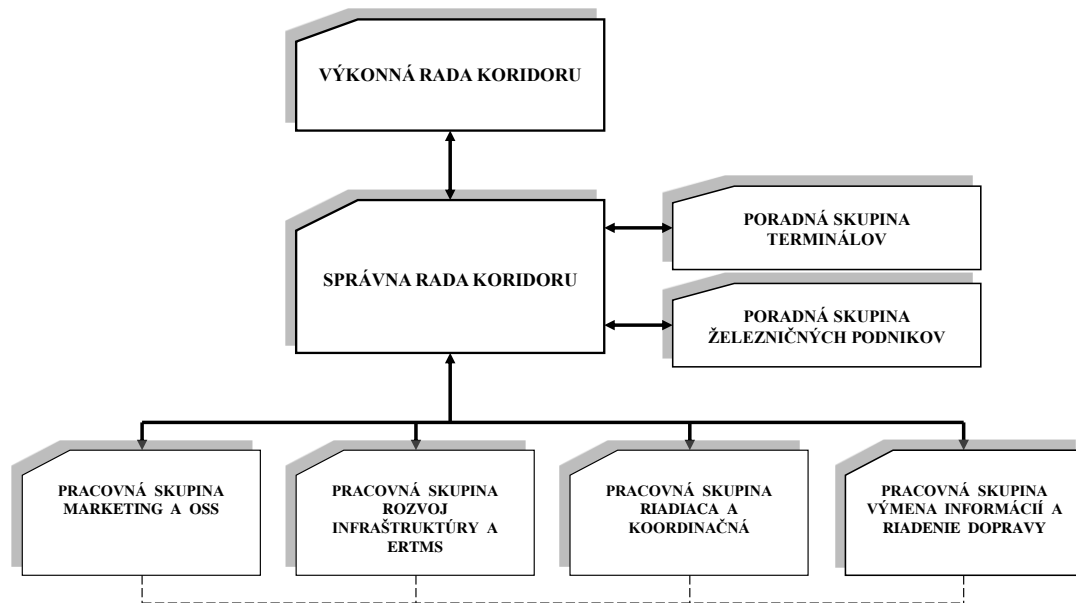 VÝKONNÁ RADA KORIDORU
SPRÁVNA RADA KORIDORU
PORADNÁ SKUPINA
TERMINÁLOV
PORADNÁ SKUPINA
ŽELEZNIČNÝCH PODNIKOV
PRACOVNÁ SKUPINA
MARKETING A OSS
PRACOVNÁ SKUPINA
ROZVOJ
INFRAŠTRUKTÚRY A
ERTMS
PRACOVNÁ SKUPINA
RIADIACA A
KOORDINAČNÁ
PRACOVNÁ SKUPINA
VÝMENA INFORMÁCIÍ A
RIADENIE DOPRAVY